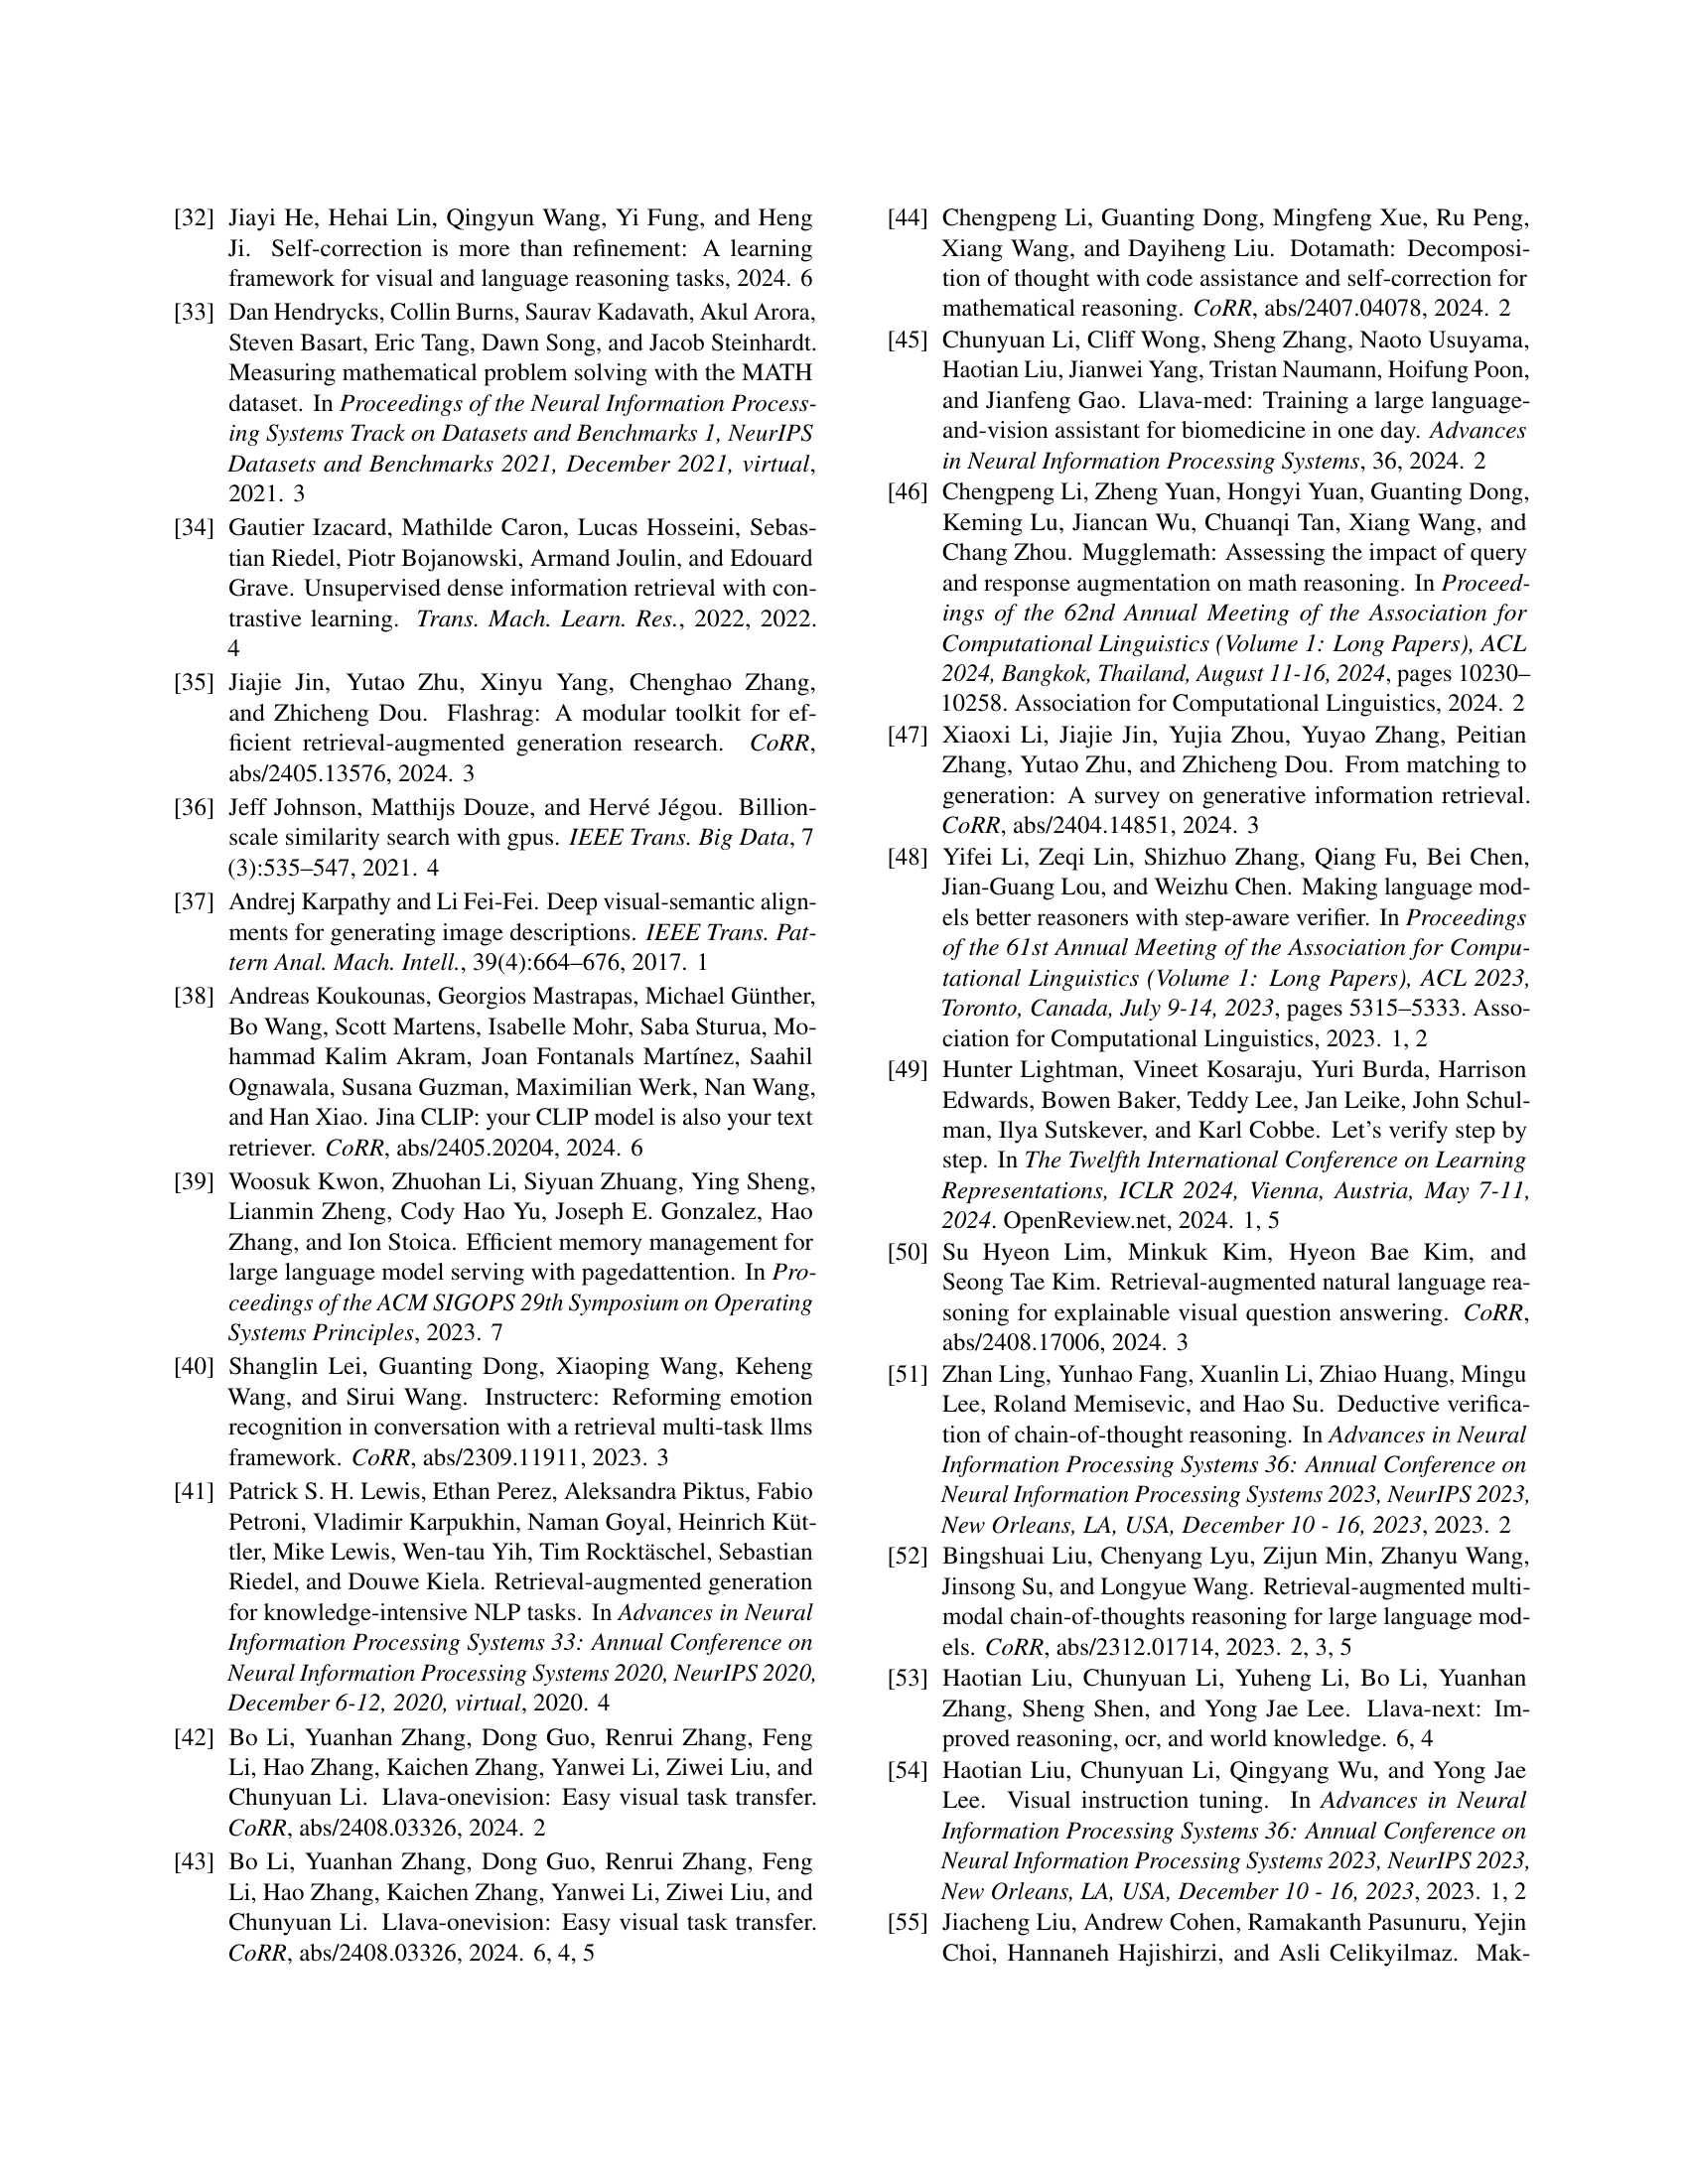 [32] Jiayi He, Hehai Lin, Qingyun Wang, Yi Fung, and Heng
Ji. Self-correction is more than refinement: A learning
framework for visual and language reasoning tasks, 2024. 6
[33] Dan Hendrycks, Collin Burns, Saurav Kadavath, Akul Arora,
Steven Basart, Eric Tang, Dawn Song, and Jacob Steinhardt.
Measuring mathematical problem solving with the MATH
dataset. In Proceedings of the Neural Information Process-
ing Systems Track on Datasets and Benchmarks 1, NeurIPS
Datasets and Benchmarks 2021, December 2021, virtual,
2021. 3
[34] Gautier Izacard, Mathilde Caron, Lucas Hosseini, Sebas-
tian Riedel, Piotr Bojanowski, Armand Joulin, and Edouard
Grave. Unsupervised dense information retrieval with con-
trastive learning. Trans. Mach. Learn. Res., 2022, 2022.
4
[35] Jiajie Jin, Yutao Zhu, Xinyu Yang, Chenghao Zhang,
and Zhicheng Dou. Flashrag: A modular toolkit for ef-
ficient retrieval-augmented generation research. CoRR,
abs/2405.13576, 2024. 3
[36] Jeff Johnson, Matthijs Douze, and Hervé Jégou. Billion-
scale similarity search with gpus. IEEE Trans. Big Data, 7
(3):535–547, 2021. 4
[37] Andrej Karpathy and Li Fei-Fei. Deep visual-semantic align-
ments for generating image descriptions. IEEE Trans. Pat-
tern Anal. Mach. Intell., 39(4):664–676, 2017. 1
[38] Andreas Koukounas, Georgios Mastrapas, Michael Günther,
Bo Wang, Scott Martens, Isabelle Mohr, Saba Sturua, Mo-
hammad Kalim Akram, Joan Fontanals Martínez, Saahil
Ognawala, Susana Guzman, Maximilian Werk, Nan Wang,
and Han Xiao. Jina CLIP: your CLIP model is also your text
retriever. CoRR, abs/2405.20204, 2024. 6
[39] Woosuk Kwon, Zhuohan Li, Siyuan Zhuang, Ying Sheng,
Lianmin Zheng, Cody Hao Yu, Joseph E. Gonzalez, Hao
Zhang, and Ion Stoica. Efficient memory management for
large language model serving with pagedattention. In Pro-
ceedings of the ACM SIGOPS 29th Symposium on Operating
Systems Principles, 2023. 7
[40] Shanglin Lei, Guanting Dong, Xiaoping Wang, Keheng
Wang, and Sirui Wang. Instructerc: Reforming emotion
recognition in conversation with a retrieval multi-task llms
framework. CoRR, abs/2309.11911, 2023. 3
[41] Patrick S. H. Lewis, Ethan Perez, Aleksandra Piktus, Fabio
Petroni, Vladimir Karpukhin, Naman Goyal, Heinrich Küt-
tler, Mike Lewis, Wen-tau Yih, Tim Rocktäschel, Sebastian
Riedel, and Douwe Kiela. Retrieval-augmented generation
for knowledge-intensive NLP tasks. In Advances in Neural
Information Processing Systems 33: Annual Conference on
Neural Information Processing Systems 2020, NeurIPS 2020,
December 6-12, 2020, virtual, 2020. 4
[42] Bo Li, Yuanhan Zhang, Dong Guo, Renrui Zhang, Feng
Li, Hao Zhang, Kaichen Zhang, Yanwei Li, Ziwei Liu, and
Chunyuan Li. Llava-onevision: Easy visual task transfer.
CoRR, abs/2408.03326, 2024. 2
[43] Bo Li, Yuanhan Zhang, Dong Guo, Renrui Zhang, Feng
Li, Hao Zhang, Kaichen Zhang, Yanwei Li, Ziwei Liu, and
Chunyuan Li. Llava-onevision: Easy visual task transfer.
CoRR, abs/2408.03326, 2024. 6, 4, 5
[44] Chengpeng Li, Guanting Dong, Mingfeng Xue, Ru Peng,
Xiang Wang, and Dayiheng Liu. Dotamath: Decomposi-
tion of thought with code assistance and self-correction for
mathematical reasoning. CoRR, abs/2407.04078, 2024. 2
[45] Chunyuan Li, Cliff Wong, Sheng Zhang, Naoto Usuyama,
Haotian Liu, Jianwei Yang, Tristan Naumann, Hoifung Poon,
and Jianfeng Gao. Llava-med: Training a large language-
and-vision assistant for biomedicine in one day. Advances
in Neural Information Processing Systems, 36, 2024. 2
[46] Chengpeng Li, Zheng Yuan, Hongyi Yuan, Guanting Dong,
Keming Lu, Jiancan Wu, Chuanqi Tan, Xiang Wang, and
Chang Zhou. Mugglemath: Assessing the impact of query
and response augmentation on math reasoning. In Proceed-
ings of the 62nd Annual Meeting of the Association for
Computational Linguistics (Volume 1: Long Papers), ACL
2024, Bangkok, Thailand, August 11-16, 2024, pages 10230–
10258. Association for Computational Linguistics, 2024. 2
[47] Xiaoxi Li, Jiajie Jin, Yujia Zhou, Yuyao Zhang, Peitian
Zhang, Yutao Zhu, and Zhicheng Dou. From matching to
generation: A survey on generative information retrieval.
CoRR, abs/2404.14851, 2024. 3
[48] Yifei Li, Zeqi Lin, Shizhuo Zhang, Qiang Fu, Bei Chen,
Jian-Guang Lou, and Weizhu Chen. Making language mod-
els better reasoners with step-aware verifier. In Proceedings
of the 61st Annual Meeting of the Association for Compu-
tational Linguistics (Volume 1: Long Papers), ACL 2023,
Toronto, Canada, July 9-14, 2023, pages 5315–5333. Asso-
ciation for Computational Linguistics, 2023. 1, 2
[49] Hunter Lightman, Vineet Kosaraju, Yuri Burda, Harrison
Edwards, Bowen Baker, Teddy Lee, Jan Leike, John Schul-
man, Ilya Sutskever, and Karl Cobbe. Let's verify step by
step. In The Twelfth International Conference on Learning
Representations, ICLR 2024, Vienna, Austria, May 7-11,
2024. OpenReview.net, 2024. 1, 5
[50] Su Hyeon Lim, Minkuk Kim, Hyeon Bae Kim, and
Seong Tae Kim. Retrieval-augmented natural language rea-
soning for explainable visual question answering. CoRR,
abs/2408.17006, 2024. 3
[51] Zhan Ling, Yunhao Fang, Xuanlin Li, Zhiao Huang, Mingu
Lee, Roland Memisevic, and Hao Su. Deductive verifica-
tion of chain-of-thought reasoning. In Advances in Neural
Information Processing Systems 36: Annual Conference on
Neural Information Processing Systems 2023, NeurIPS 2023,
New Orleans, LA, USA, December 10 - 16, 2023, 2023. 2
[52] Bingshuai Liu, Chenyang Lyu, Zijun Min, Zhanyu Wang,
Jinsong Su, and Longyue Wang. Retrieval-augmented multi-
modal chain-of-thoughts reasoning for large language mod-
els. CoRR, abs/2312.01714, 2023. 2, 3, 5
[53] Haotian Liu, Chunyuan Li, Yuheng Li, Bo Li, Yuanhan
Zhang, Sheng Shen, and Yong Jae Lee. Llava-next: Im-
proved reasoning, ocr, and world knowledge. 6, 4
[54] Haotian Liu, Chunyuan Li, Qingyang Wu, and Yong Jae
Lee. Visual instruction tuning. In Advances in Neural
Information Processing Systems 36: Annual Conference on
Neural Information Processing Systems 2023, NeurIPS 2023,
New Orleans, LA, USA, December 10 - 16, 2023, 2023. 1, 2
[55] Jiacheng Liu, Andrew Cohen, Ramakanth Pasunuru, Yejin
Choi, Hannaneh Hajishirzi, and Asli Celikyilmaz. Mak-